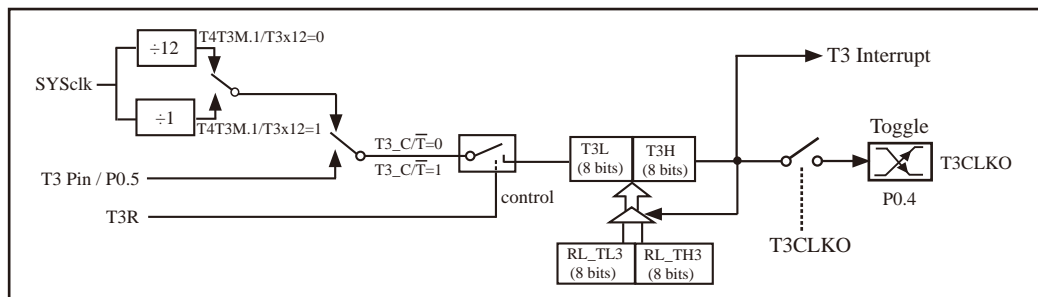 T4T3M.1/T3x12=0
÷12
SYSclk
÷1
T4T3M.1/T3x12=1
T3 Interrupt
Toggle
T3_C/T̅=0
T3_C/T̅=1
T3L
(8 bits)
T3H
(8 bits)
T3CLKO
P0.4
T3 Pin / P0.5
control
T3R
T3CLKO
RL_TL3
(8 bits)
RL_TH3
(8 bits)